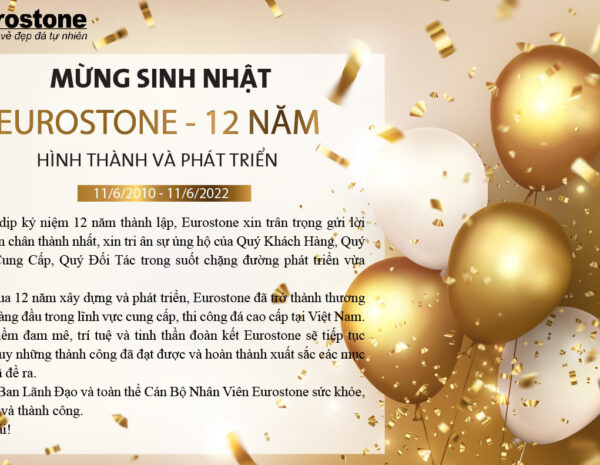 rostone
vẻ đẹp đá tự nhiên
MỪNG SINH NHẬT
EUROSTONE - 12 NĂM
HÌNH THÀNH VÀ PHÁT TRIỂN
11/6/2010 - 11/6/2022
dịp kỷ niệm 12 năm thành lập, Eurostone xin trân trọng gửi lời
chân thành nhất, xin tri ân sự ủng hộ của Quý Khách Hàng, Quý
Cung Cấp, Quý Đối Tác trong suốt chặng đường phát triển vừa
12 năm xây dựng và phát triển, Eurostone đã trở thành thương
đầu trong lĩnh vực cung cấp, thi công đá cao cấp tại Việt Nam.
đam mê, trí tuệ và tinh thần đoàn kết Eurostone sẽ tiếp tục
những thành công đã đạt được và hoàn thành xuất sắc các mục
đề ra.
Ban Lãnh Đạo và toàn thể Cán Bộ Nhân Viên Eurostone sức khỏe,
và thành công.